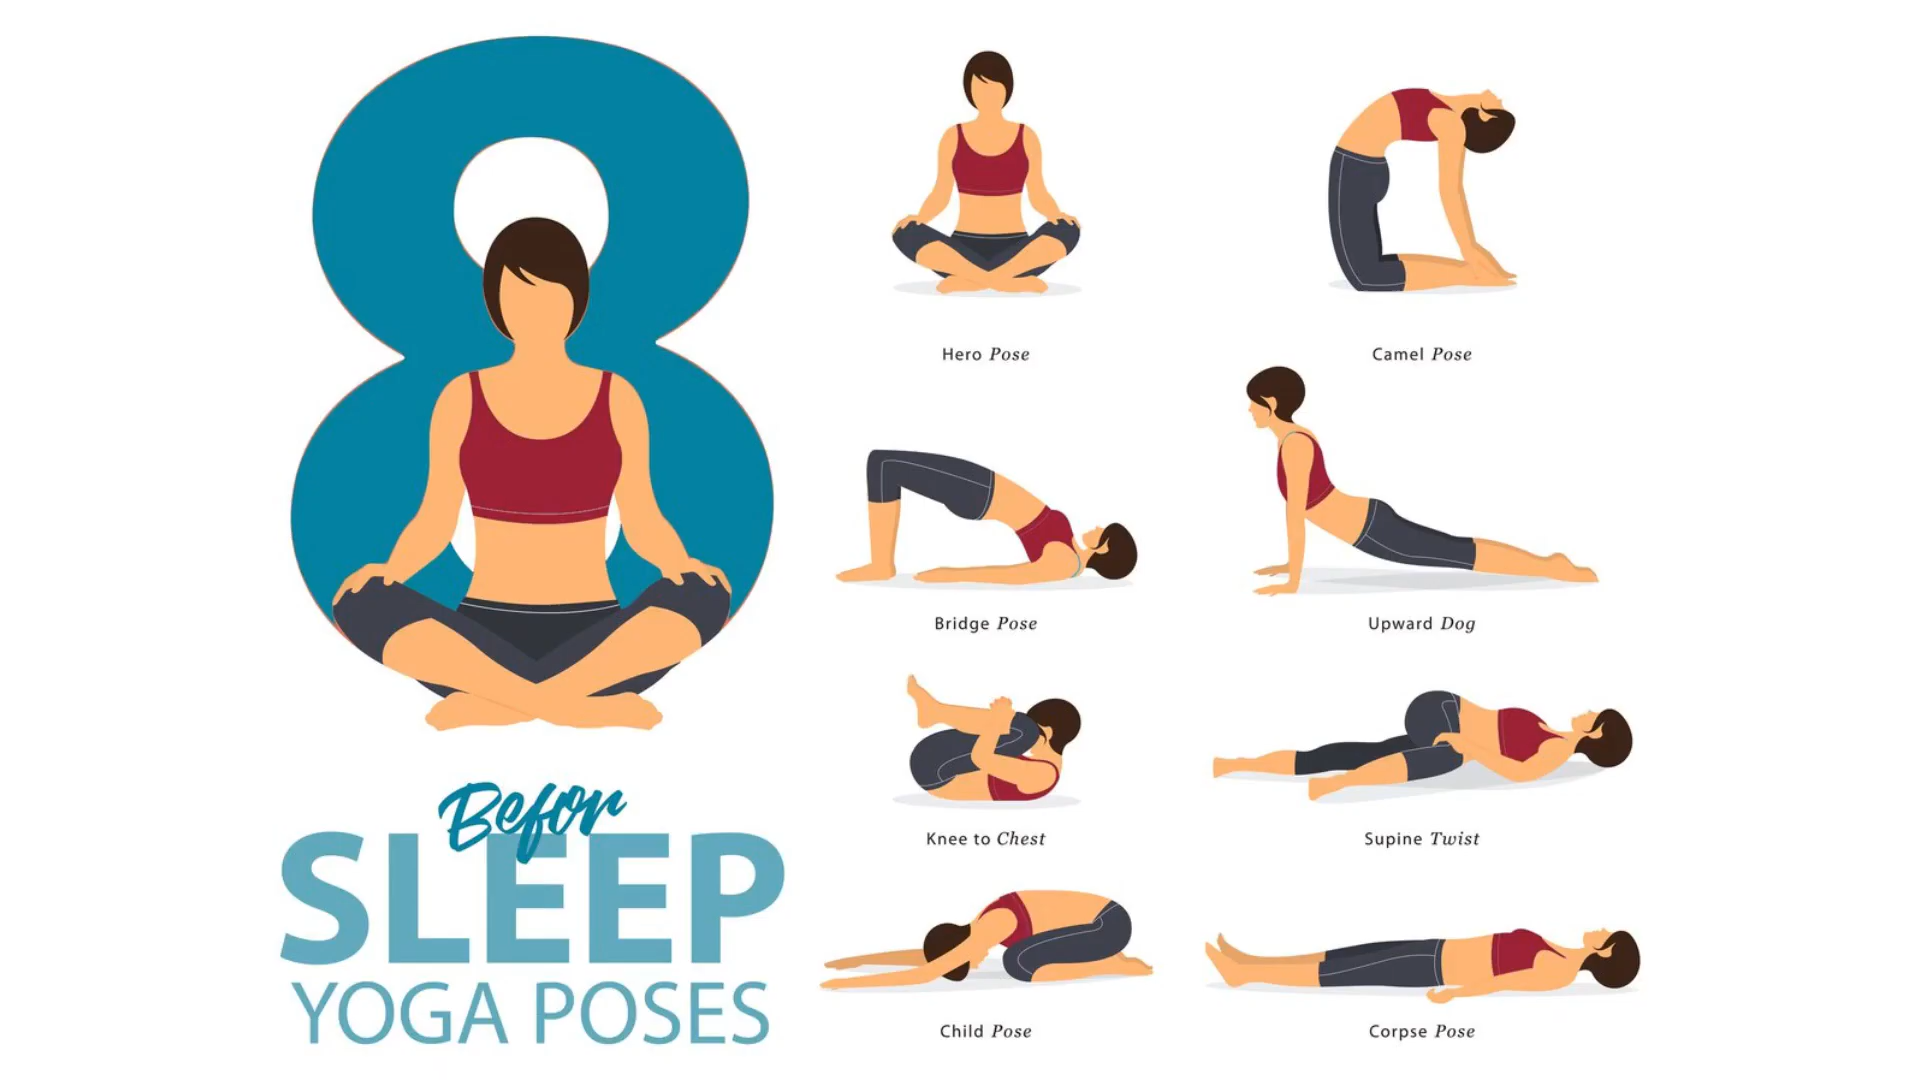 8
Befor
SLEEP
YOGA POSES
Hero Pose
Camel Pose
Bridge Pose
Upward Dog
Knee to Chest
Supine Twist
Child Pose
Corpse Pose